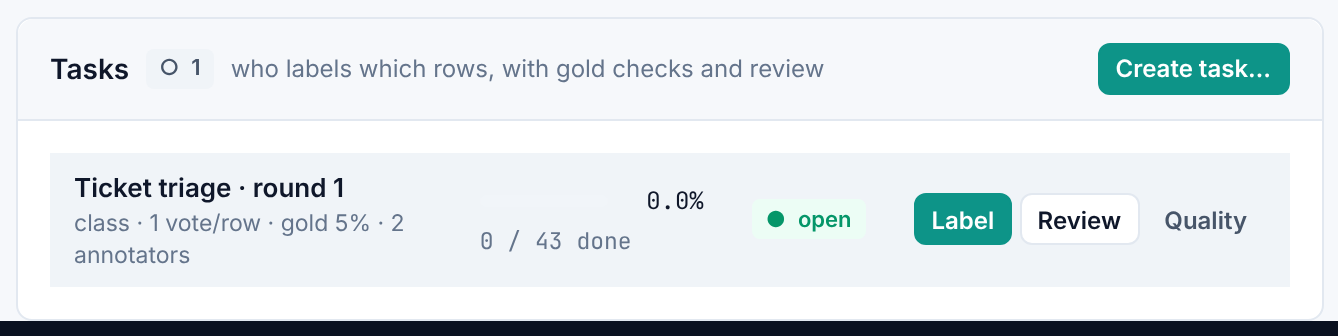 Tasks 1 who labels which rows, with gold checks and review Create task...
Ticket triage · round 1
class · 1 vote/row · gold 5% · 2
annotators
0.0%
0 / 43 done
open
Label Review Quality